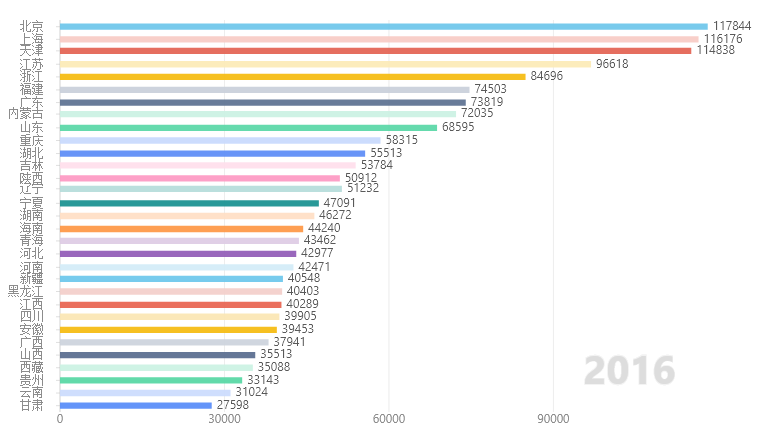 北京 117844
上海 116176
天津 114838
江苏 96618
浙江 84696
福建 74503
广东 73819
内蒙古 72035
山东 68595
重庆 58315
湖北 55513
吉林 53784
陕西 50912
辽宁 51232
宁夏 47091
湖南 46272
海南 44240
青海 43462
河北 42977
河南 42471
新疆 40548
黑龙江 40403
江西 40289
四川 39905
安徽 39453
广西 37941
山西 35513
西藏 35088
贵州 33143
云南 31024
甘肃 27598
2016
0 30000 60000 90000